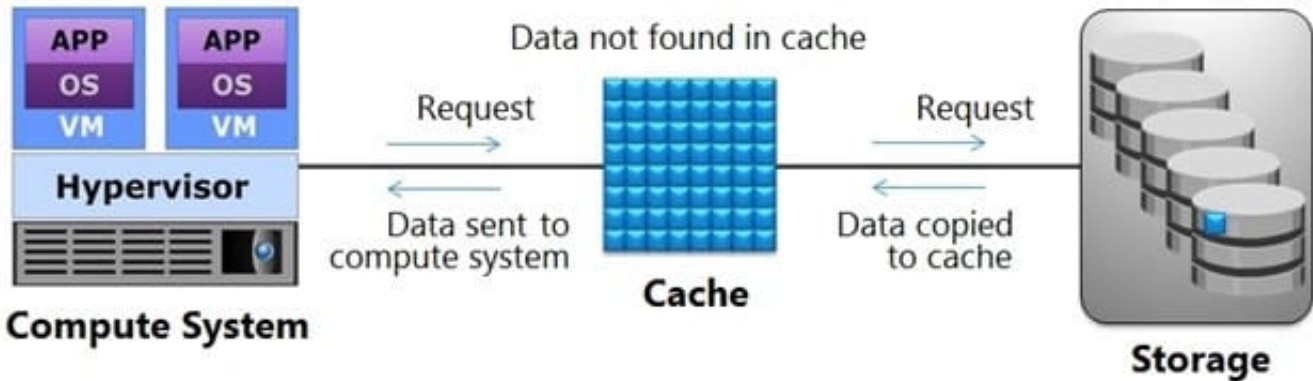 APP
OS
VM
APP
OS
VM
Hypervisor
Compute System
Data not found in cache
Request
Data sent to
compute system
Cache
Request
Data copied
to cache
Storage